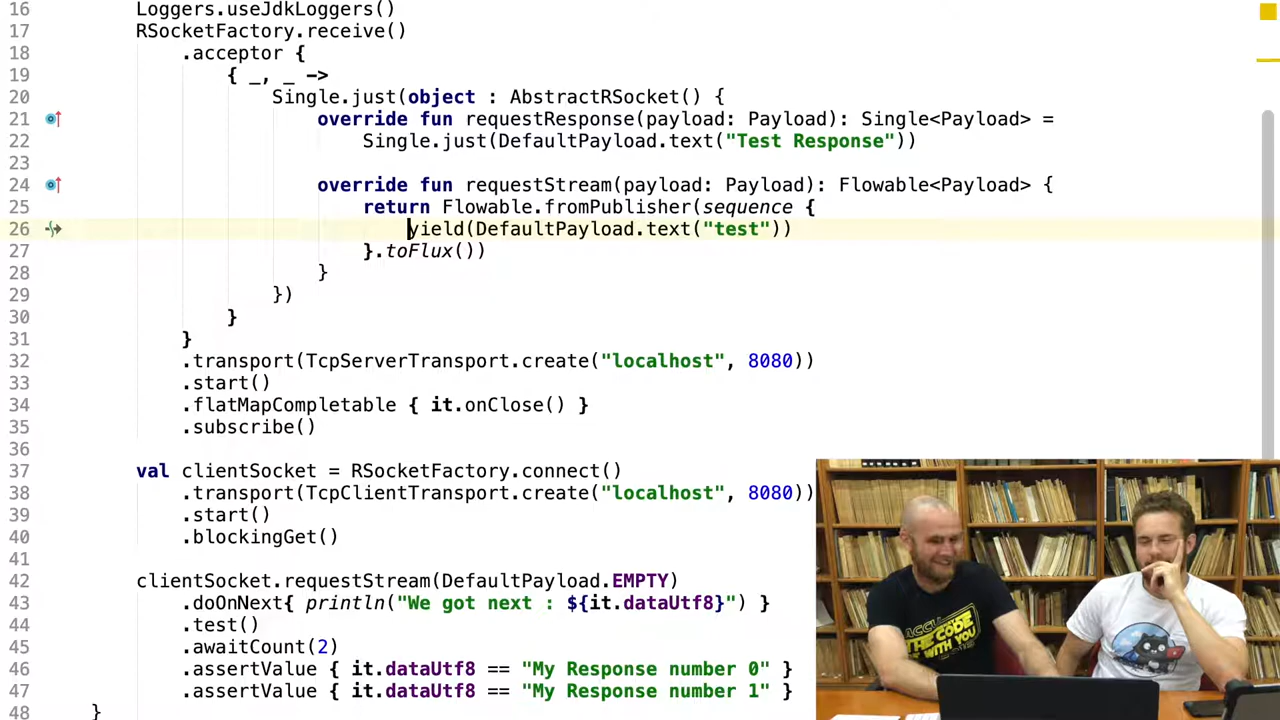 16 Loggers.useJdkLoggers()
17 RSocketFactory.receive()
18 .acceptor {
19 { _, _ ->
20 Single.just(object : AbstractRSocket() {
21 override fun requestResponse(payload: Payload): Single<Payload> =
22 Single.just(DefaultPayload.text("Test Response"))
23
24 override fun requestStream(payload: Payload): Flowable<Payload> {
25 return Flowable.fromPublisher(sequence {
26 yield(DefaultPayload.text("test"))
27 }.toFlux())
28 }
29 })
30 }
31 }
32 .transport(TcpServerTransport.create("localhost", 8080))
33 .start()
34 .flatMapCompletable { it.onClose() }
35 .subscribe()
36
37 val clientSocket = RSocketFactory.connect()
38 .transport(TcpClientTransport.create("localhost", 8080))
39 .start()
40 .blockingGet()
41
42 clientSocket.requestStream(DefaultPayload.EMPTY)
43 .doOnNext{ println("We got next : ${it.dataUtf8}") }
44 .test()
45 .awaitCount(2)
46 .assertValue { it.dataUtf8 == "My Response number 0" }
47 .assertValue { it.dataUtf8 == "My Response number 1" }
48 }
THE CODE
WITH YOU